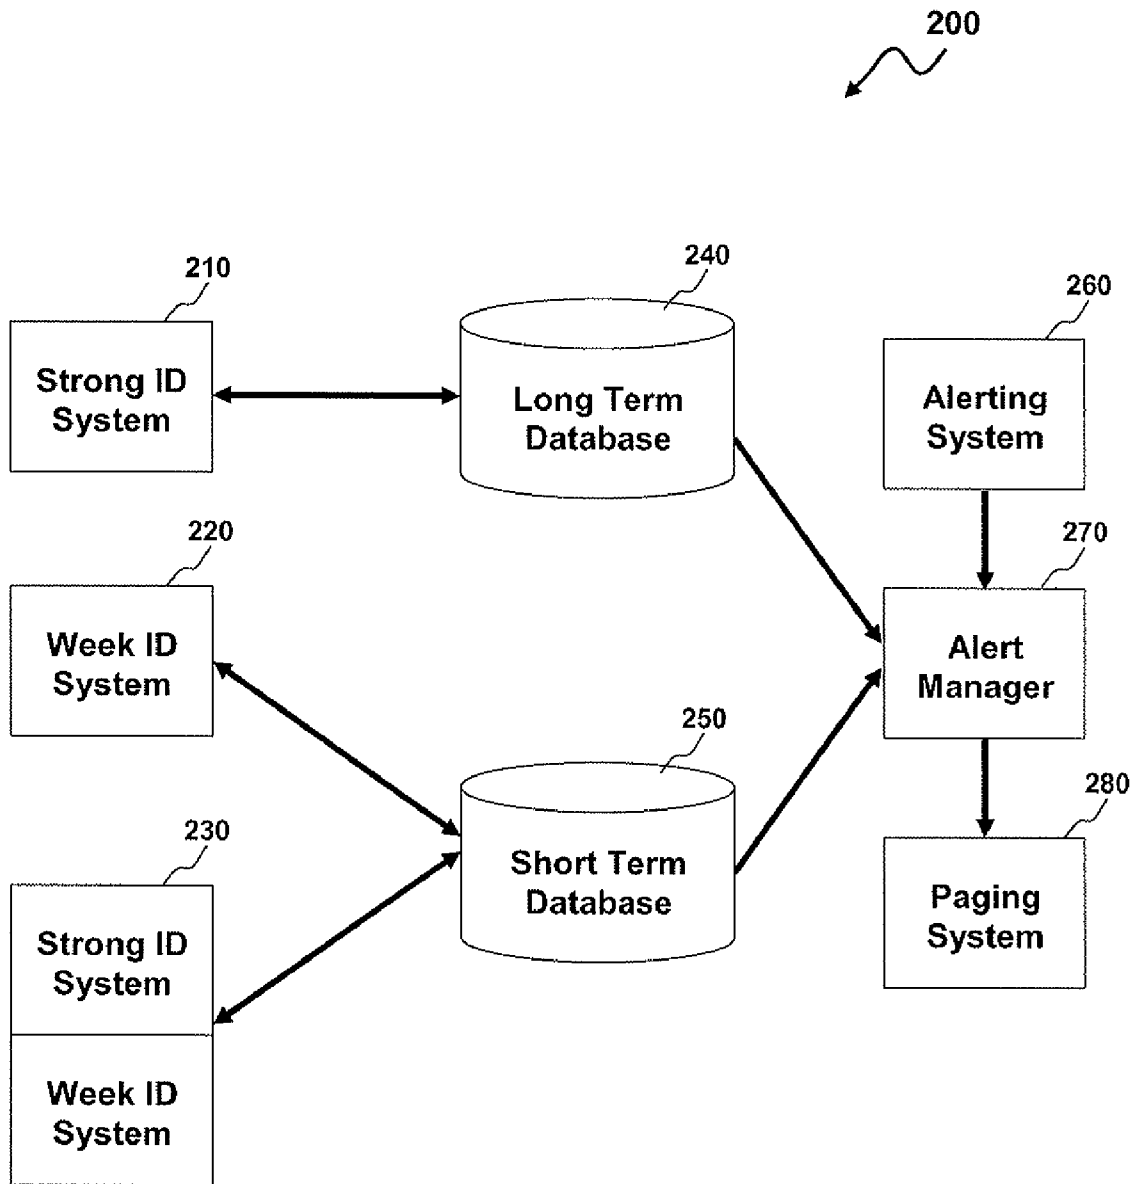 200
210
Strong ID
System
240
Long Term
Database
260
Alerting
System
220
Week ID
System
270
Alert
Manager
250
Short Term
Database
280
Paging
System
230
Strong ID
System
Week ID
System